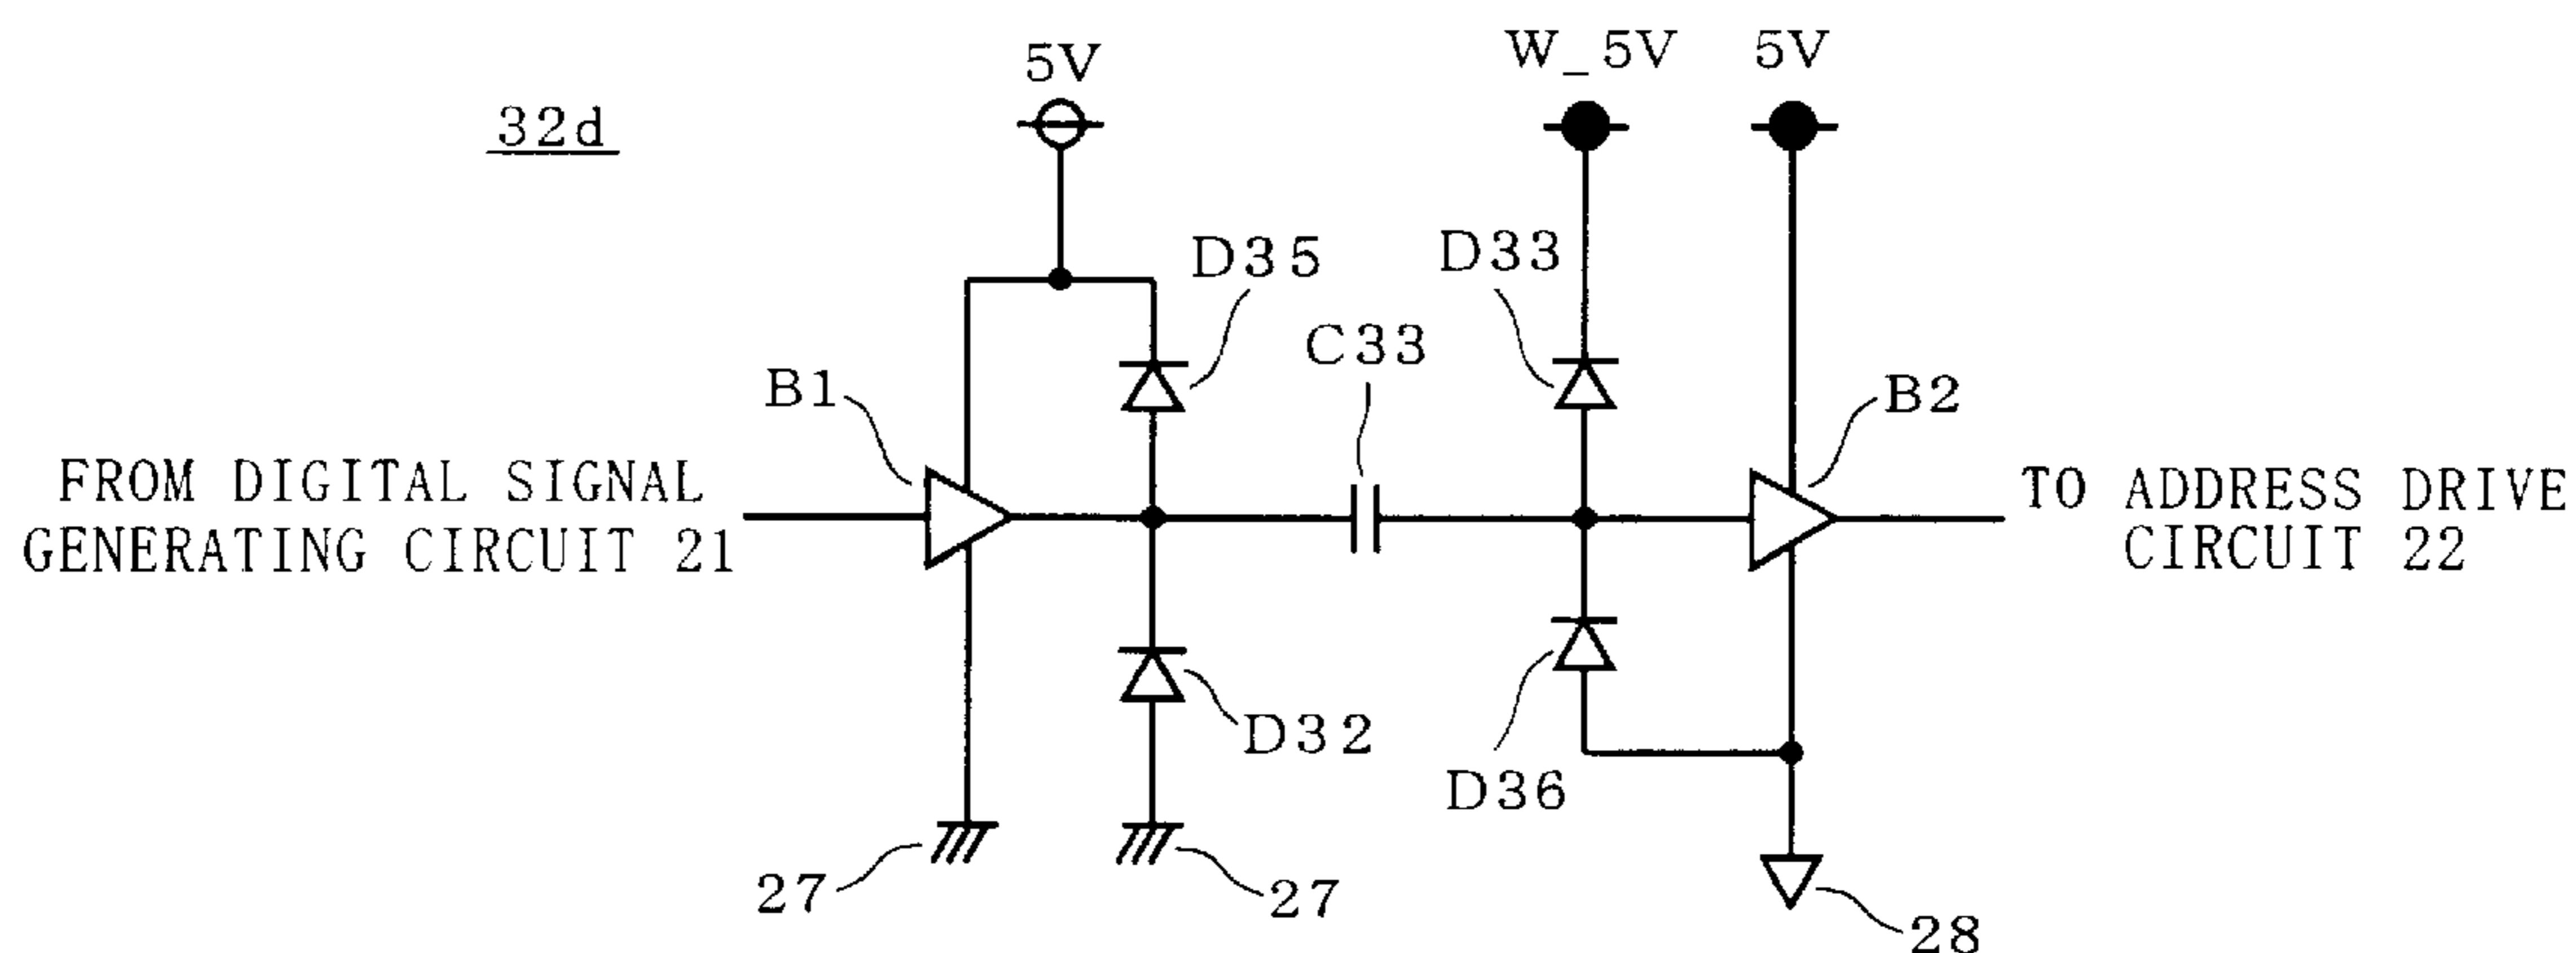 32d
5V
W_5V
5V
D35
D33
C33
B1
B2
FROM DIGITAL SIGNAL
GENERATING CIRCUIT 21
TO ADDRESS DRIVE
CIRCUIT 22
D32
D36
27
27
28